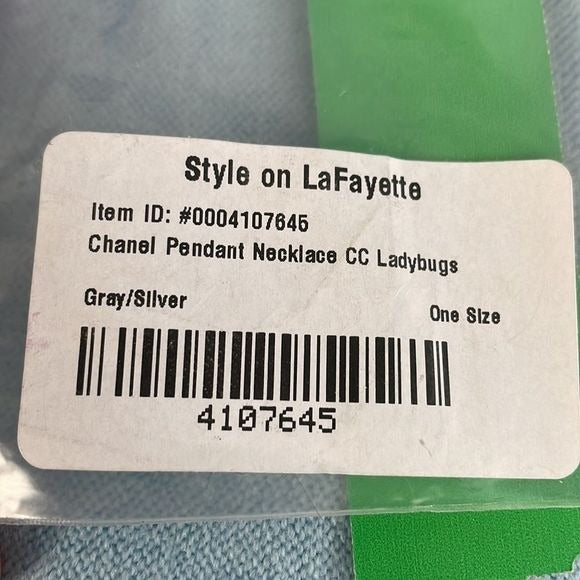 Style on LaFayette
Item ID: #0004107645
Chanel Pendant Necklace CC Ladybugs
Gray/Silver
One Size
4107645